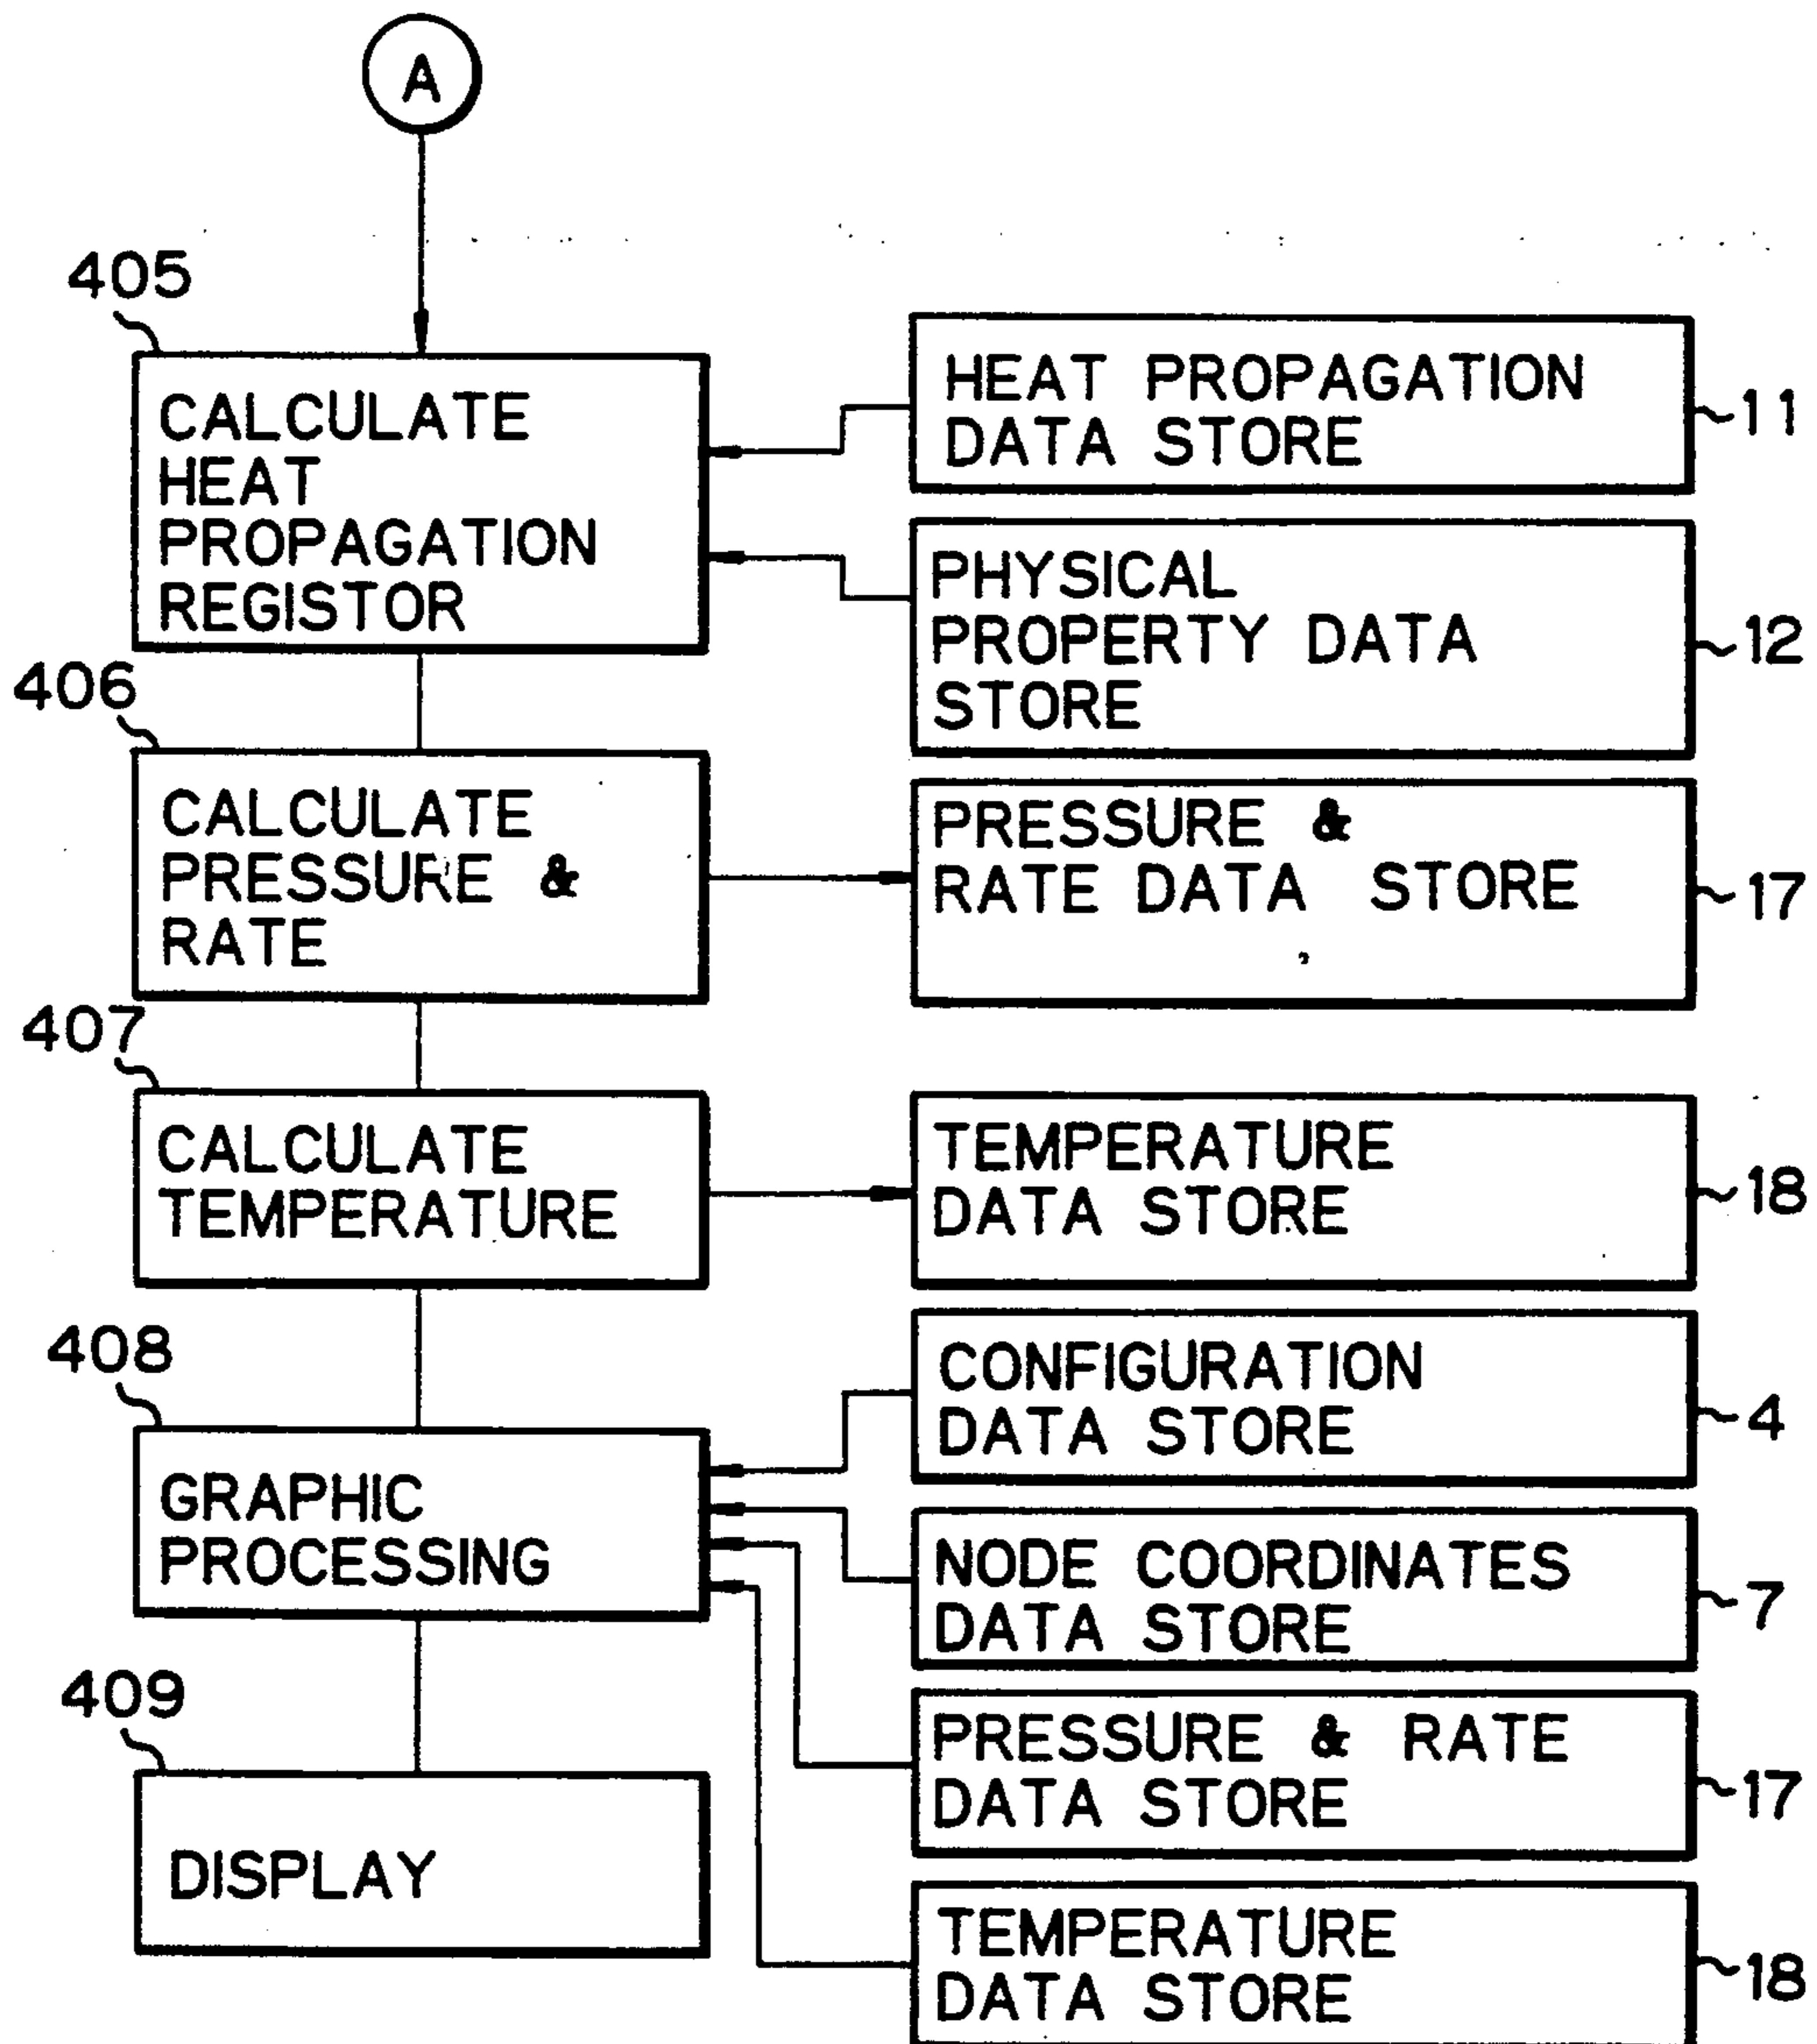 A
405
CALCULATE
HEAT
PROPAGATION
REGISTOR
HEAT PROPAGATION
DATA STORE
11
PHYSICAL
PROPERTY DATA
STORE
12
406
CALCULATE
PRESSURE &
RATE
PRESSURE &
RATE DATA STORE
17
407
CALCULATE
TEMPERATURE
TEMPERATURE
DATA STORE
18
408
GRAPHIC
PROCESSING
CONFIGURATION
DATA STORE
4
NODE COORDINATES
DATA STORE
7
PRESSURE & RATE
DATA STORE
17
TEMPERATURE
DATA STORE
18
409
DISPLAY